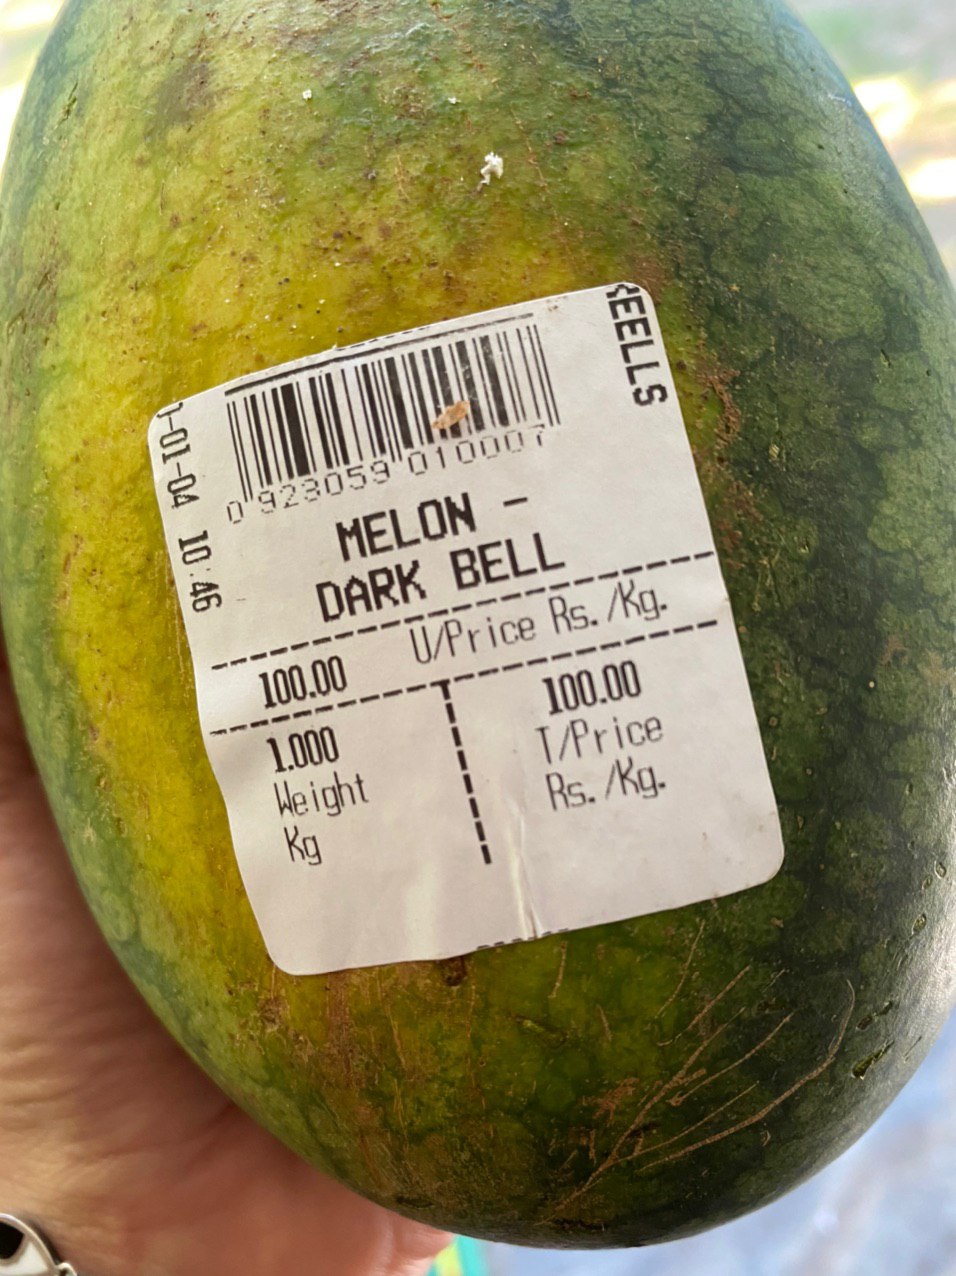 KEELLS
-01-04 10:46
0 923059 010007
MELON -
DARK BELL
100.00 U/Price Rs./Kg.
1.000
Weight
Kg
100.00
T/Price
Rs./Kg.